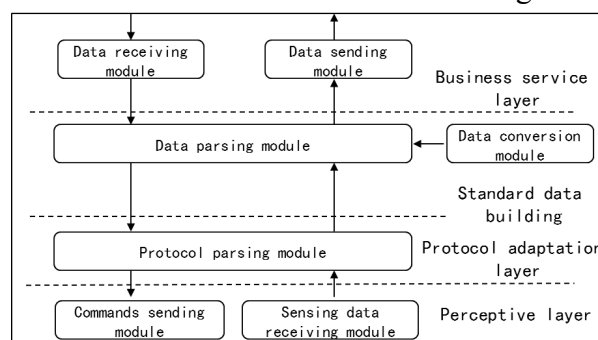 Data receiving
module
Data sending
module
Business service
layer
Data parsing module
Data conversion
module
Standard data
building
Protocol parsing module
Protocol adaptation
layer
Commands sending
module
Sensing data
receiving module
Perceptive layer